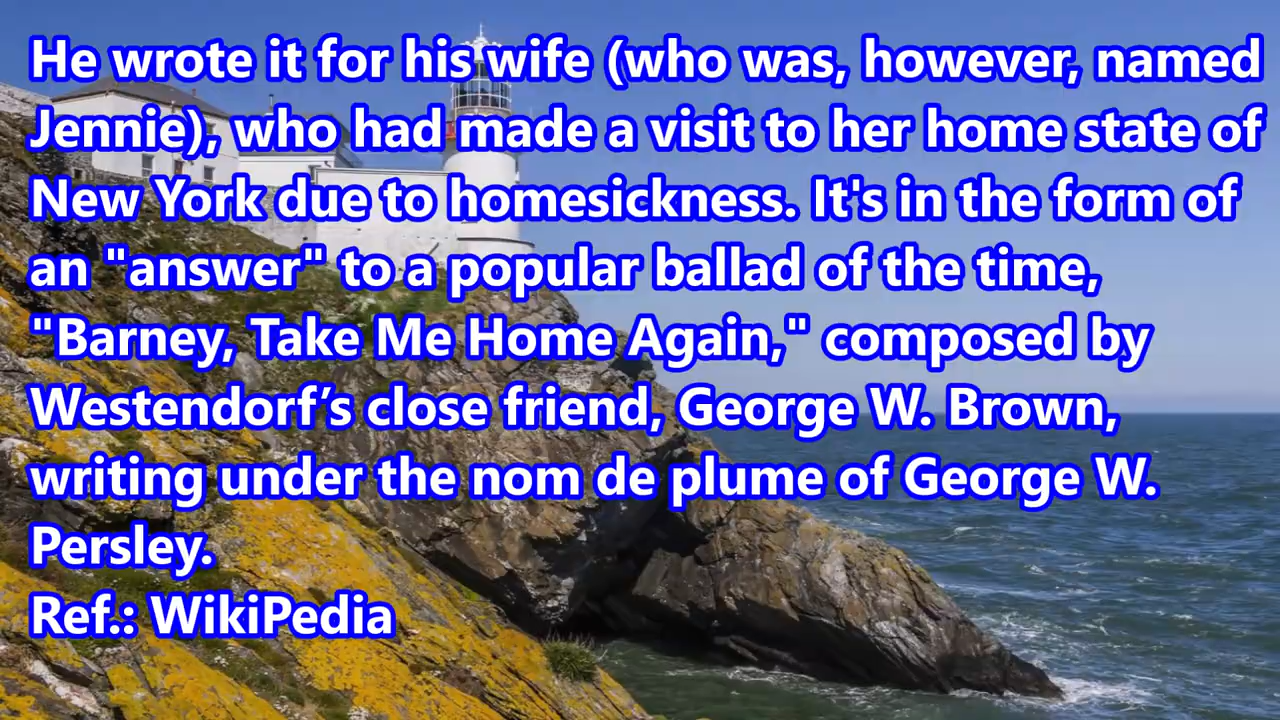 He wrote it for his wife (who was, however, named
Jennie), who had made a visit to her home state of
New York due to homesickness. It's in the form of
an "answer" to a popular ballad of the time,
"Barney, Take Me Home Again," composed by
Westendorf’s close friend, George W. Brown,
writing under the nom de plume of George W.
Persley.
Ref.: WikiPedia